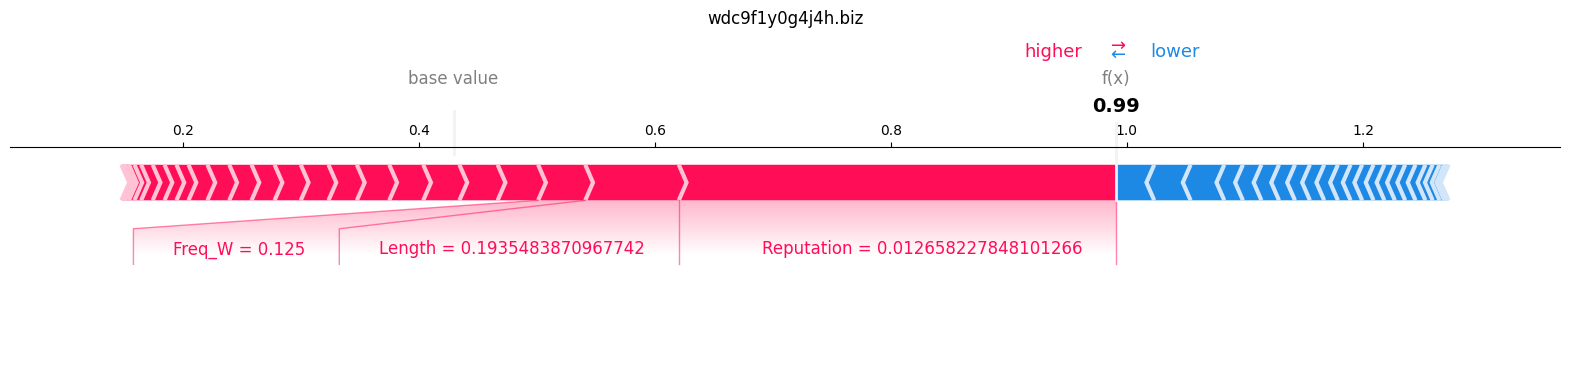 wdc9f1y0g4j4h.biz
higher ⇄ lower
base value f(x)
0.99
0.2 0.4 0.6 0.8 1.0 1.2
Freq_W = 0.125 Length = 0.1935483870967742 Reputation = 0.012658227848101266